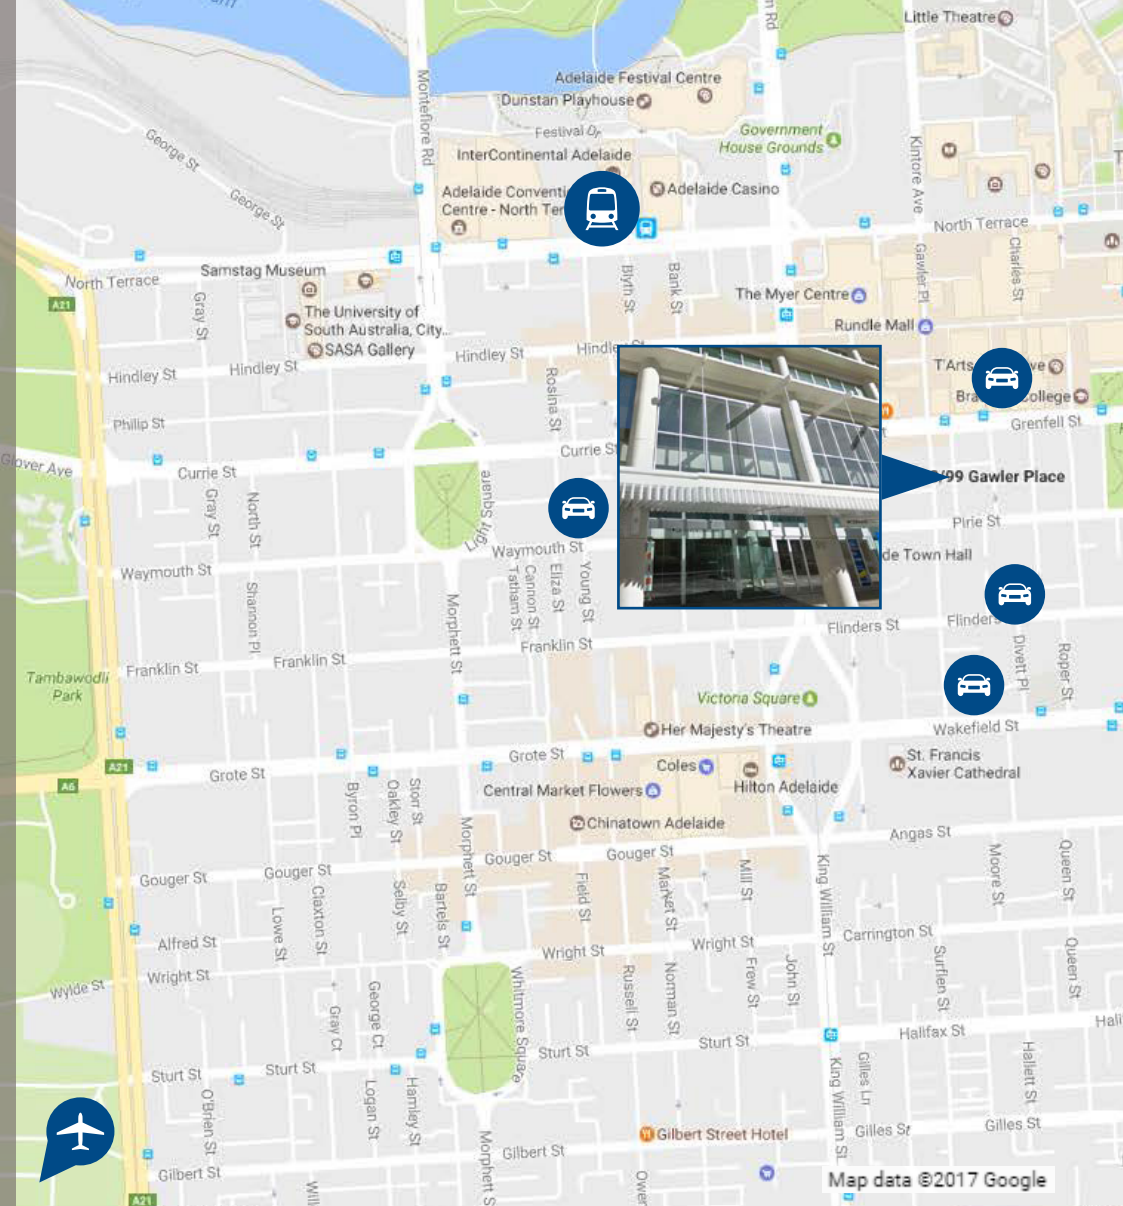 Little Theatre
Adelaide Festival Centre
Dunstan Playhouse
Montefiore Rd
Festival Dr
Government
House Grounds
George St
InterContinental Adelaide
Kintore Ave
Adelaide
Centre - North
Adelaide Casino
George St
North Terrace
Samstag Museum
North Terrace
Blyth St
Bank St
Gawler Pl
Charles St
The Myer Centre
A21
Gray St
The University of
South Australia, City...
Rundle Mall
SASA Gallery
Hindley St
Hindley St
Hindley St
T'Arts
Rosina St
College
Philip St
Grenfell St
Currie St
Glover Ave
Currie St
99 Gawler Place
Gray St
North St
Light Square
Pirie St
Waymouth St
Town Hall
Waymouth St
Shannon Pl
Morphett St
Tatham St
Cannon St
Eliza St
Young St
Flinders St
Flinders
Franklin St
Franklin St
Franklin St
Divett Pl
Roper St
Tambawodli
Park
Victoria Square
Her Majesty's Theatre
Wakefield St
Grote St
A21
Grote St
Coles
St. Francis
Xavier Cathedral
A6
Byron Pl
Oakley St
Storr St
Central Market Flowers
Hilton Adelaide
Morphett St
Chinatown Adelaide
Angas St
Gouger St
Gouger St
Gouger St
Gouger St
King William St
Moore St
Queen St
Claxton St
Selby St
Bartels St
Field St
Market St
Mill St
Lowe St
Alfred St
Wright St
Wright St
Wright St
Carrington St
Wylde St
Whitmore Square
Russell St
Norman St
Frew St
John St
Surflen St
Queen St
Gray Ct
George Ct
Sturt St
Sturt St
Halifax St
Sturt St
Sturt St
O'Brien St
Logan St
Hamley St
King William St
Gilles Ln
Hallett St
Gilbert Street Hotel
Gilles St
Gilles St
Gilbert St
Gilbert St
Morphett S
Map data ©2017 Google
A21